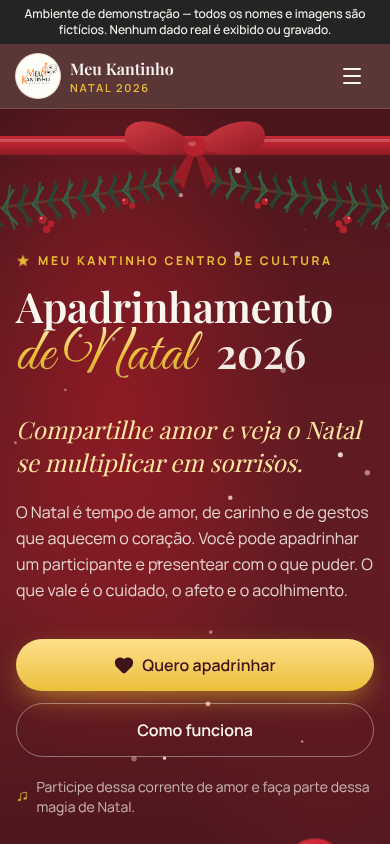 Ambiente de demonstração — todos os nomes e imagens são
fictícios. Nenhum dado real é exibido ou gravado.
Meu Kantinho
Meu Kantinho
NATAL 2026
MEU KANTINHO CENTRO DE CULTURA
Apadrinhamento
de Natal 2026
Compartilhe amor e veja o Natal
se multiplicar em sorrisos.
O Natal é tempo de amor, de carinho e de gestos
que aquecem o coração. Você pode apadrinhar
um participante e presentear com o que puder. O
que vale é o cuidado, o afeto e o acolhimento.
Quero apadrinhar
Como funciona
Participe dessa corrente de amor e faça parte dessa
magia de Natal.